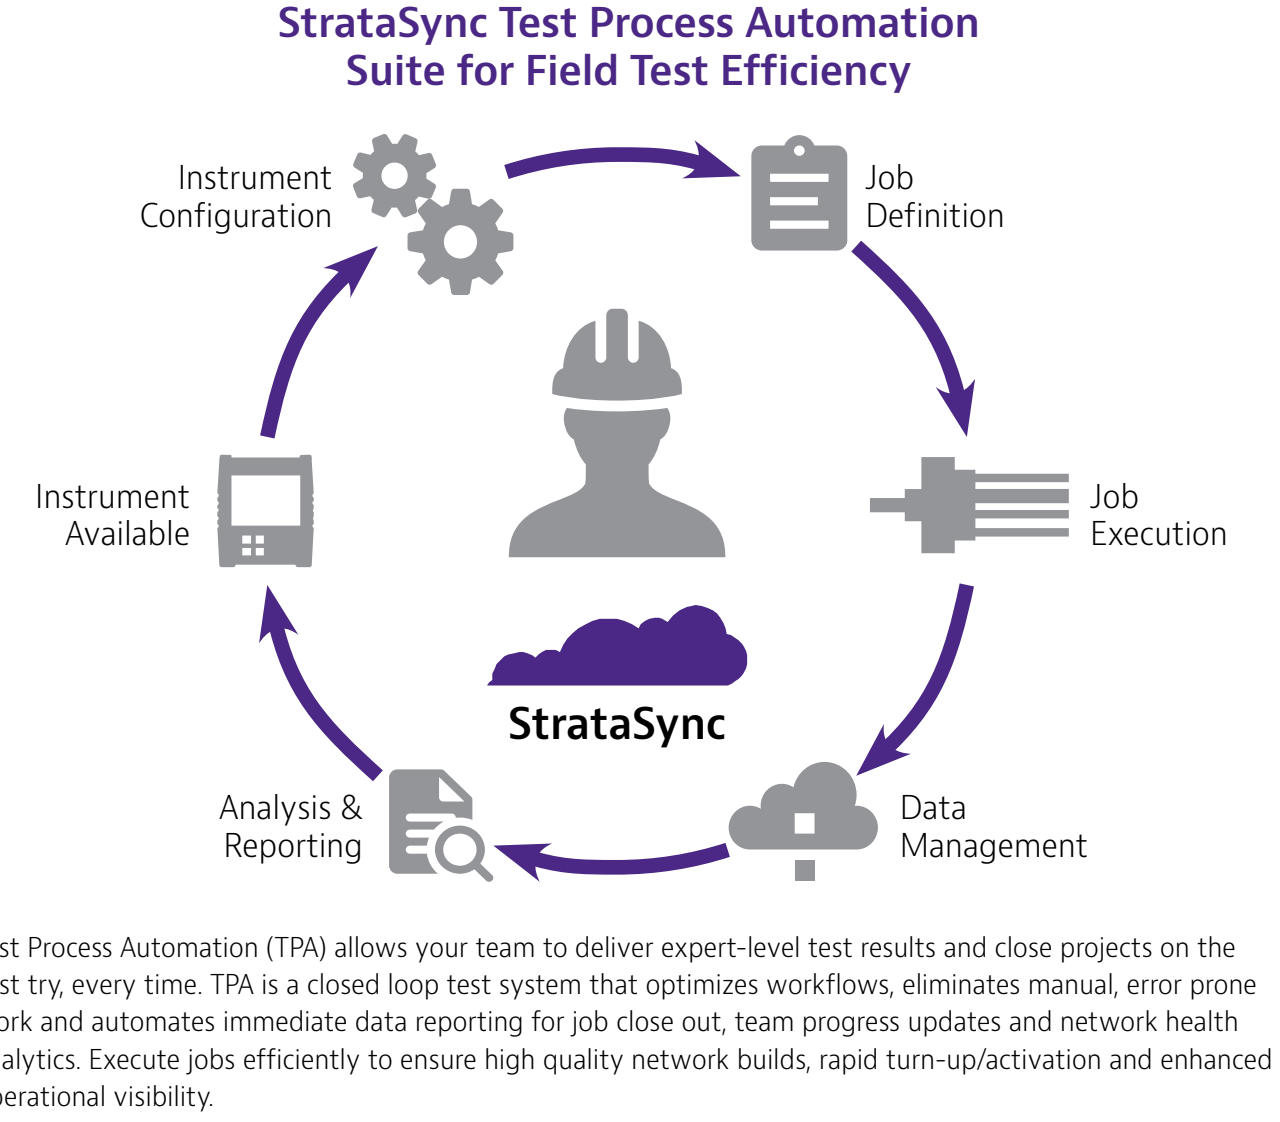 StrataSync Test Process Automation
Suite for Field Test Efficiency
Instrument
Configuration
Job
Definition
Instrument
Available
Job
Execution
StrataSync
Analysis &
Reporting
Data
Management
st Process Automation (TPA) allows your team to deliver expert-level test results and close projects on the
st try, every time. TPA is a closed loop test system that optimizes workflows, eliminates manual, error prone
ork and automates immediate data reporting for job close out, team progress updates and network health
alytics. Execute jobs efficiently to ensure high quality network builds, rapid turn-up/activation and enhanced
perational visibility.